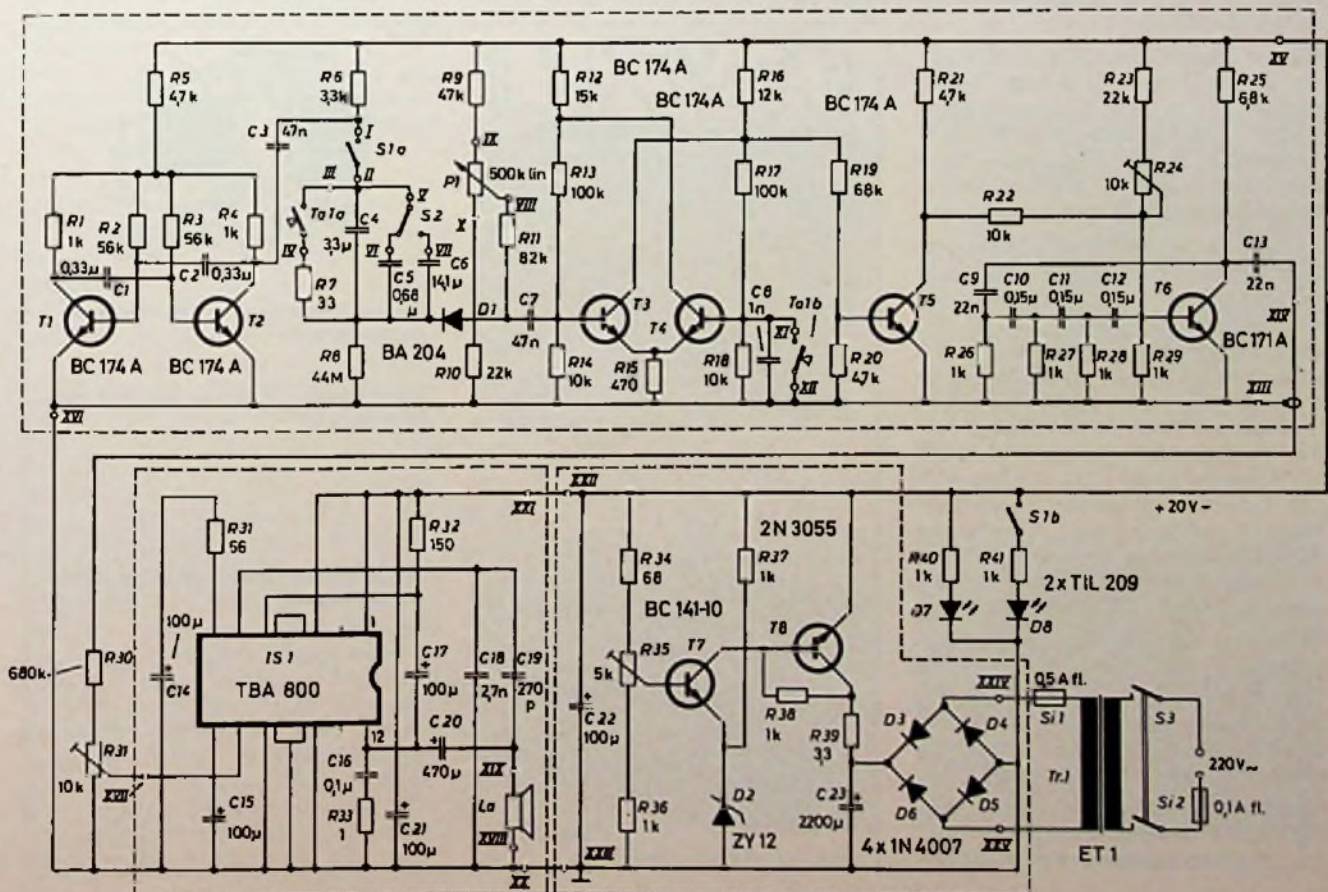 R5
4,7k
R6
3,3k
R9
47k
R12
15k
BC 174 A
R16
12k
BC 174 A
BC 174 A
R21
4,7k
R23
22k
R25
6,8k
XV
C3
47n
I
S1a
II
III
IX
P1
500k lin
VIII
X
R13
100k
R17
100k
R19
68k
R24
10k
R22
10k
R1
1k
R2
56k
R3
56k
R4
1k
Ta1a
IV
C4
3,3µ
V
S2
VI
VII
R11
82k
0,33µ
C1
C2
0,33µ
R7
33
C5
0,68
µ
C6
14,1µ
D1
C7
47n
T3
T4
C8
1n
Ta1b
XI
XII
T5
C9
22n
C10
0,15µ
C11
0,15µ
C12
0,15µ
T6
C13
22n
XIV
T1
T2
BC 174 A
BC 174 A
R8
44M
BA 204
R10
22k
R14
10k
R15
470
R18
10k
R20
4,7k
R26
1k
R27
1k
R28
1k
R29
1k
BC 171 A
XIII
XVI
R31
56
R32
150
XXI
XXII
R34
68
2N 3055
R37
1k
S1b
+20V-
R40
1k
R41
1k
2x TIL 209
D7
D8
BC 141-10
T7
T8
100µ
C14
IS 1
TBA 800
1
12
C17
100µ
C18
2,7n
C19
270
p
R30
680k
R35
5k
C22
100µ
R38
1k
R39
3,3
D3
D4
D6
D5
XXIV
0,5A fl.
Si 1
Tr.1
S3
220V~
Si 2
0,1A fl.
R31
10k
XVII
C15
100µ
C16
0,1µ
R33
1
C20
470µ
C21
100µ
XIX
La
XVIII
XX
XXIII
R36
1k
D2
ZY 12
C23
2200µ
4x 1N 4007
XXV
ET 1